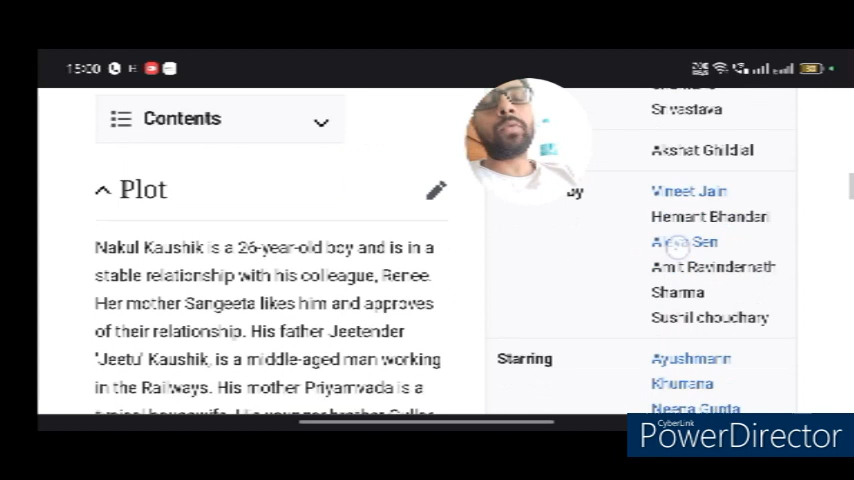 15:00
Contents
Plot
Nakul Kaushik is a 26-year-old boy and is in a
stable relationship with his colleague, Renee.
Her mother Sangeeta likes him and approves
of their relationship. His father Jeetender
'Jeetu' Kaushik, is a middle-aged man working
in the Railways. His mother Priyamvada is a
Srivastava
Akshat Ghildial
by
Vineet Jain
Hemant Bhandari
Aleya Sen
Amit Ravindernath
Sharma
Sushil choudhary
Starring
Ayushmann
Khurrana
Neena Gupta
CyberLink
PowerDirector